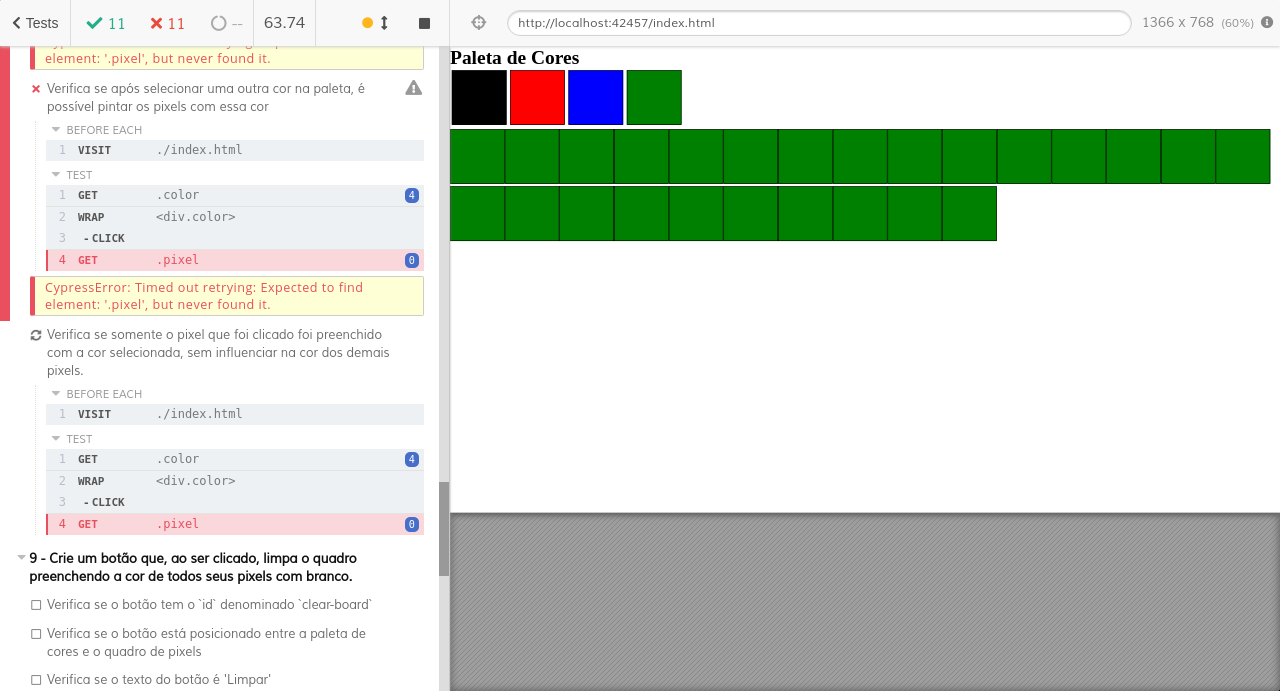 Tests
11
11
--
63.74
http://localhost:42457/index.html
1366 x 768 (60%)
element: '.pixel', but never found it.
Verifica se após selecionar uma outra cor na paleta, é
possível pintar os pixels com essa cor
BEFORE EACH
1 VISIT ./index.html
TEST
1 GET .color 4
2 WRAP <div.color>
3 - CLICK
4 GET .pixel 0
CypressError: Timed out retrying: Expected to find
element: '.pixel', but never found it.
Verifica se somente o pixel que foi clicado foi preenchido
com a cor selecionada, sem influenciar na cor dos demais
pixels.
BEFORE EACH
1 VISIT ./index.html
TEST
1 GET .color 4
2 WRAP <div.color>
3 - CLICK
4 GET .pixel 0
9 - Crie um botão que, ao ser clicado, limpa o quadro
preenchendo a cor de todos seus pixels com branco.
Verifica se o botão tem o `id` denominado `clear-board`
Verifica se o botão está posicionado entre a paleta de
cores e o quadro de pixels
Verifica se o texto do botão é 'Limpar'
Paleta de Cores